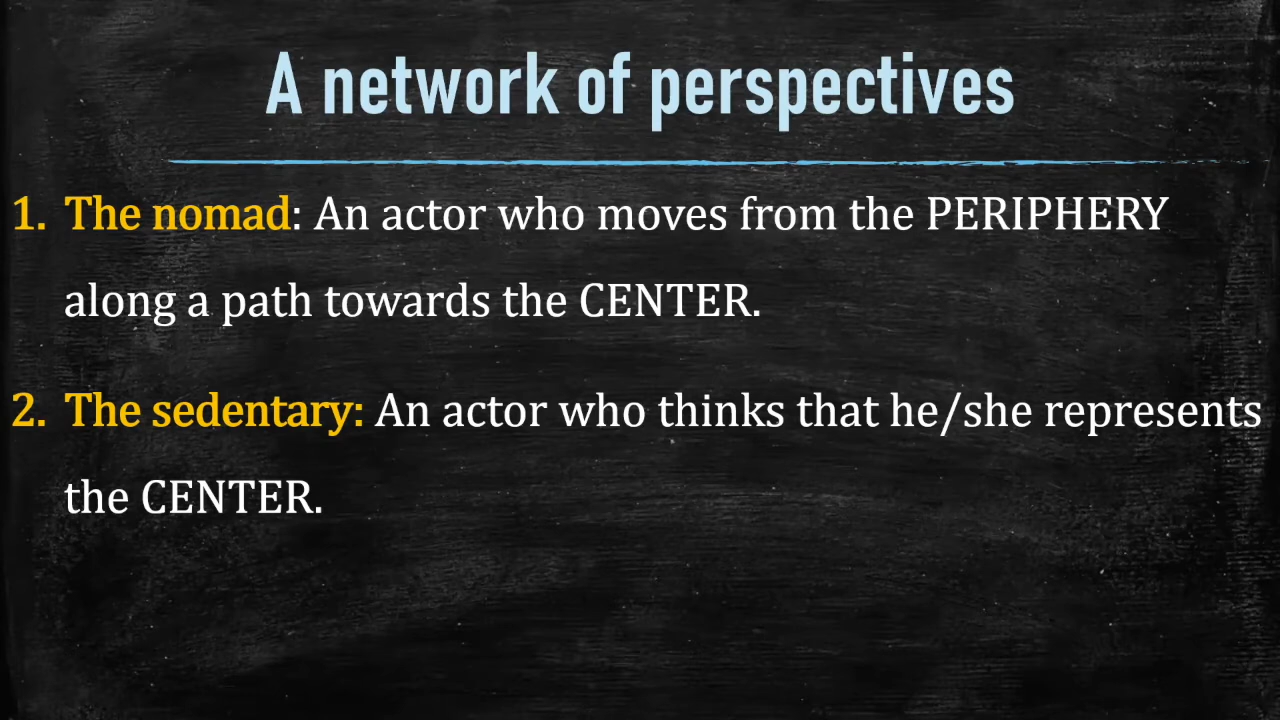 A network of perspectives
1. The nomad: An actor who moves from the PERIPHERY
along a path towards the CENTER.
2. The sedentary: An actor who thinks that he/she represents
the CENTER.